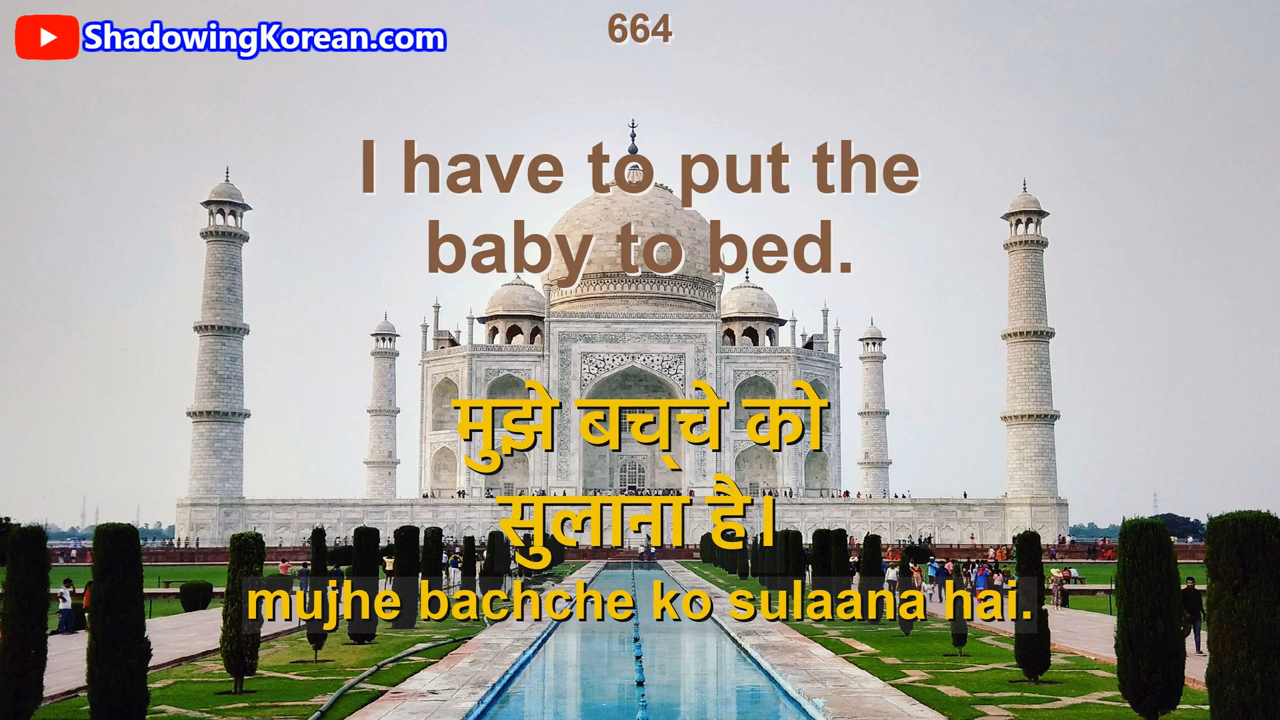 ShadowingKorean.com
664
I have to put the
baby to bed.
मुझे बच्चे को
सुलाना है।
mujhe bachche ko sulaana hai.